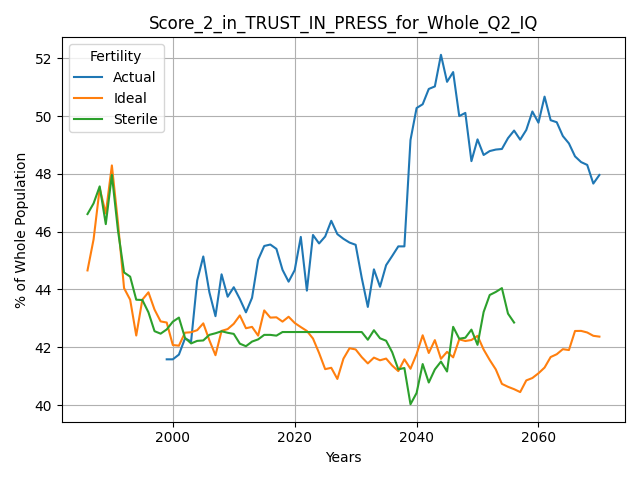 Score_2_in_TRUST_IN_PRESS_for_Whole_Q2_IQ
Fertility
Actual
Ideal
Sterile
% of Whole Population
52
50
48
46
44
42
40
2000
2020
2040
2060
Years